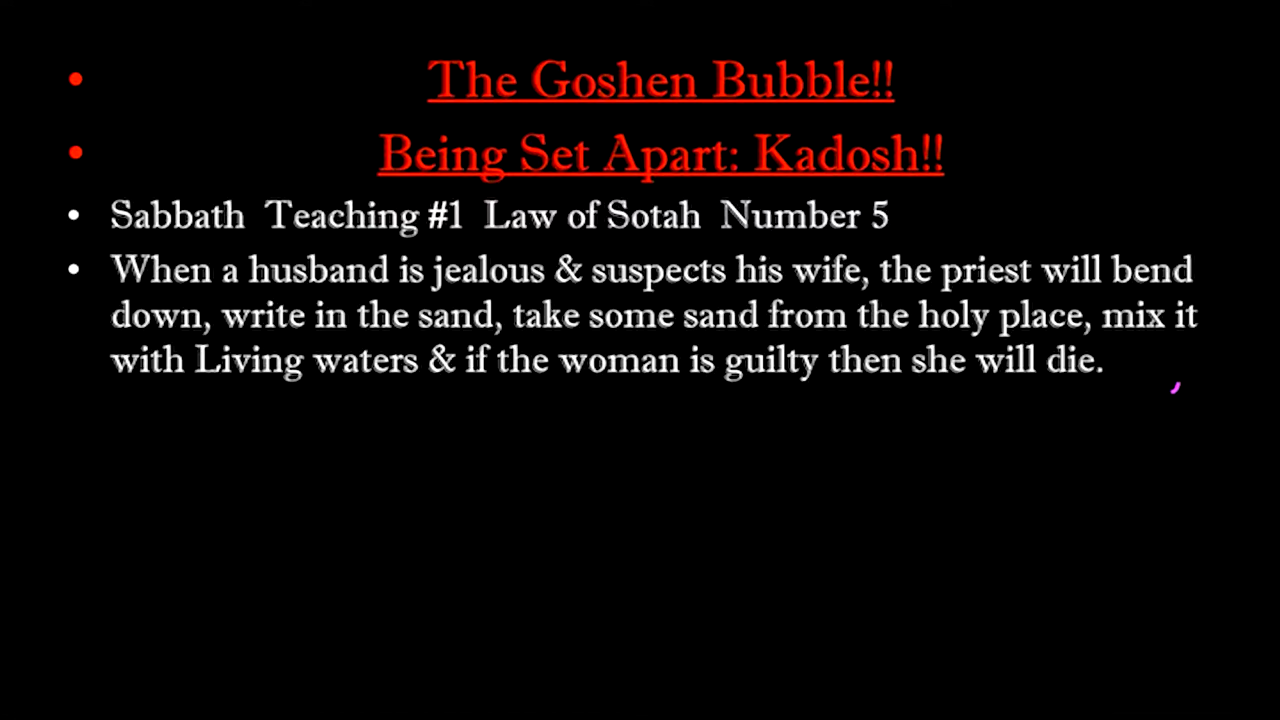 • The Goshen Bubble!!
• Being Set Apart: Kadosh!!
• Sabbath Teaching #1 Law of Sotah Number 5
• When a husband is jealous & suspects his wife, the priest will bend
down, write in the sand, take some sand from the holy place, mix it
with Living waters & if the woman is guilty then she will die.